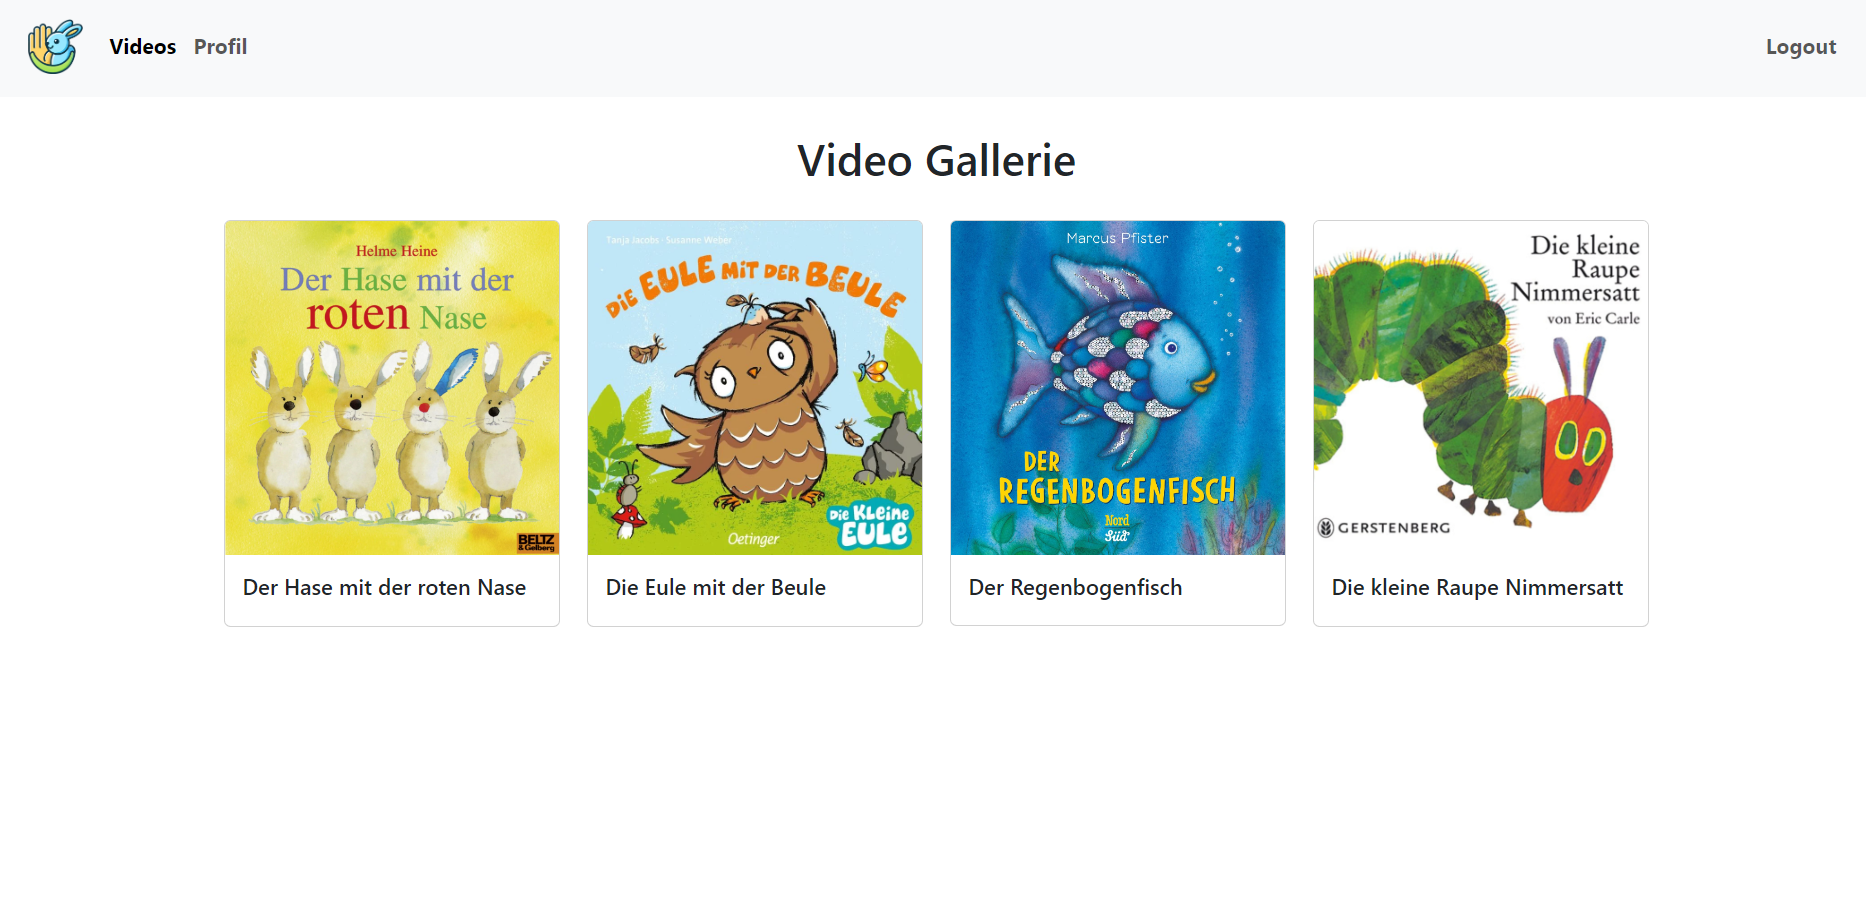 Videos Profil Logout
Video Gallerie
Helme Heine
Der Hase mit der
roten Nase
BELTZ
& Gelberg
Der Hase mit der roten Nase
Tanja Jacobs · Susanne Weber
Die EULE MiT DER BEULE
Die KLEINE
EULE
Oetinger
Die Eule mit der Beule
Marcus Pfister
DER
REGENBOGENFISCH
Nord
Süd
Der Regenbogenfisch
Die kleine
Raupe
Nimmersatt
von Eric Carle
GERSTENBERG
Die kleine Raupe Nimmersatt